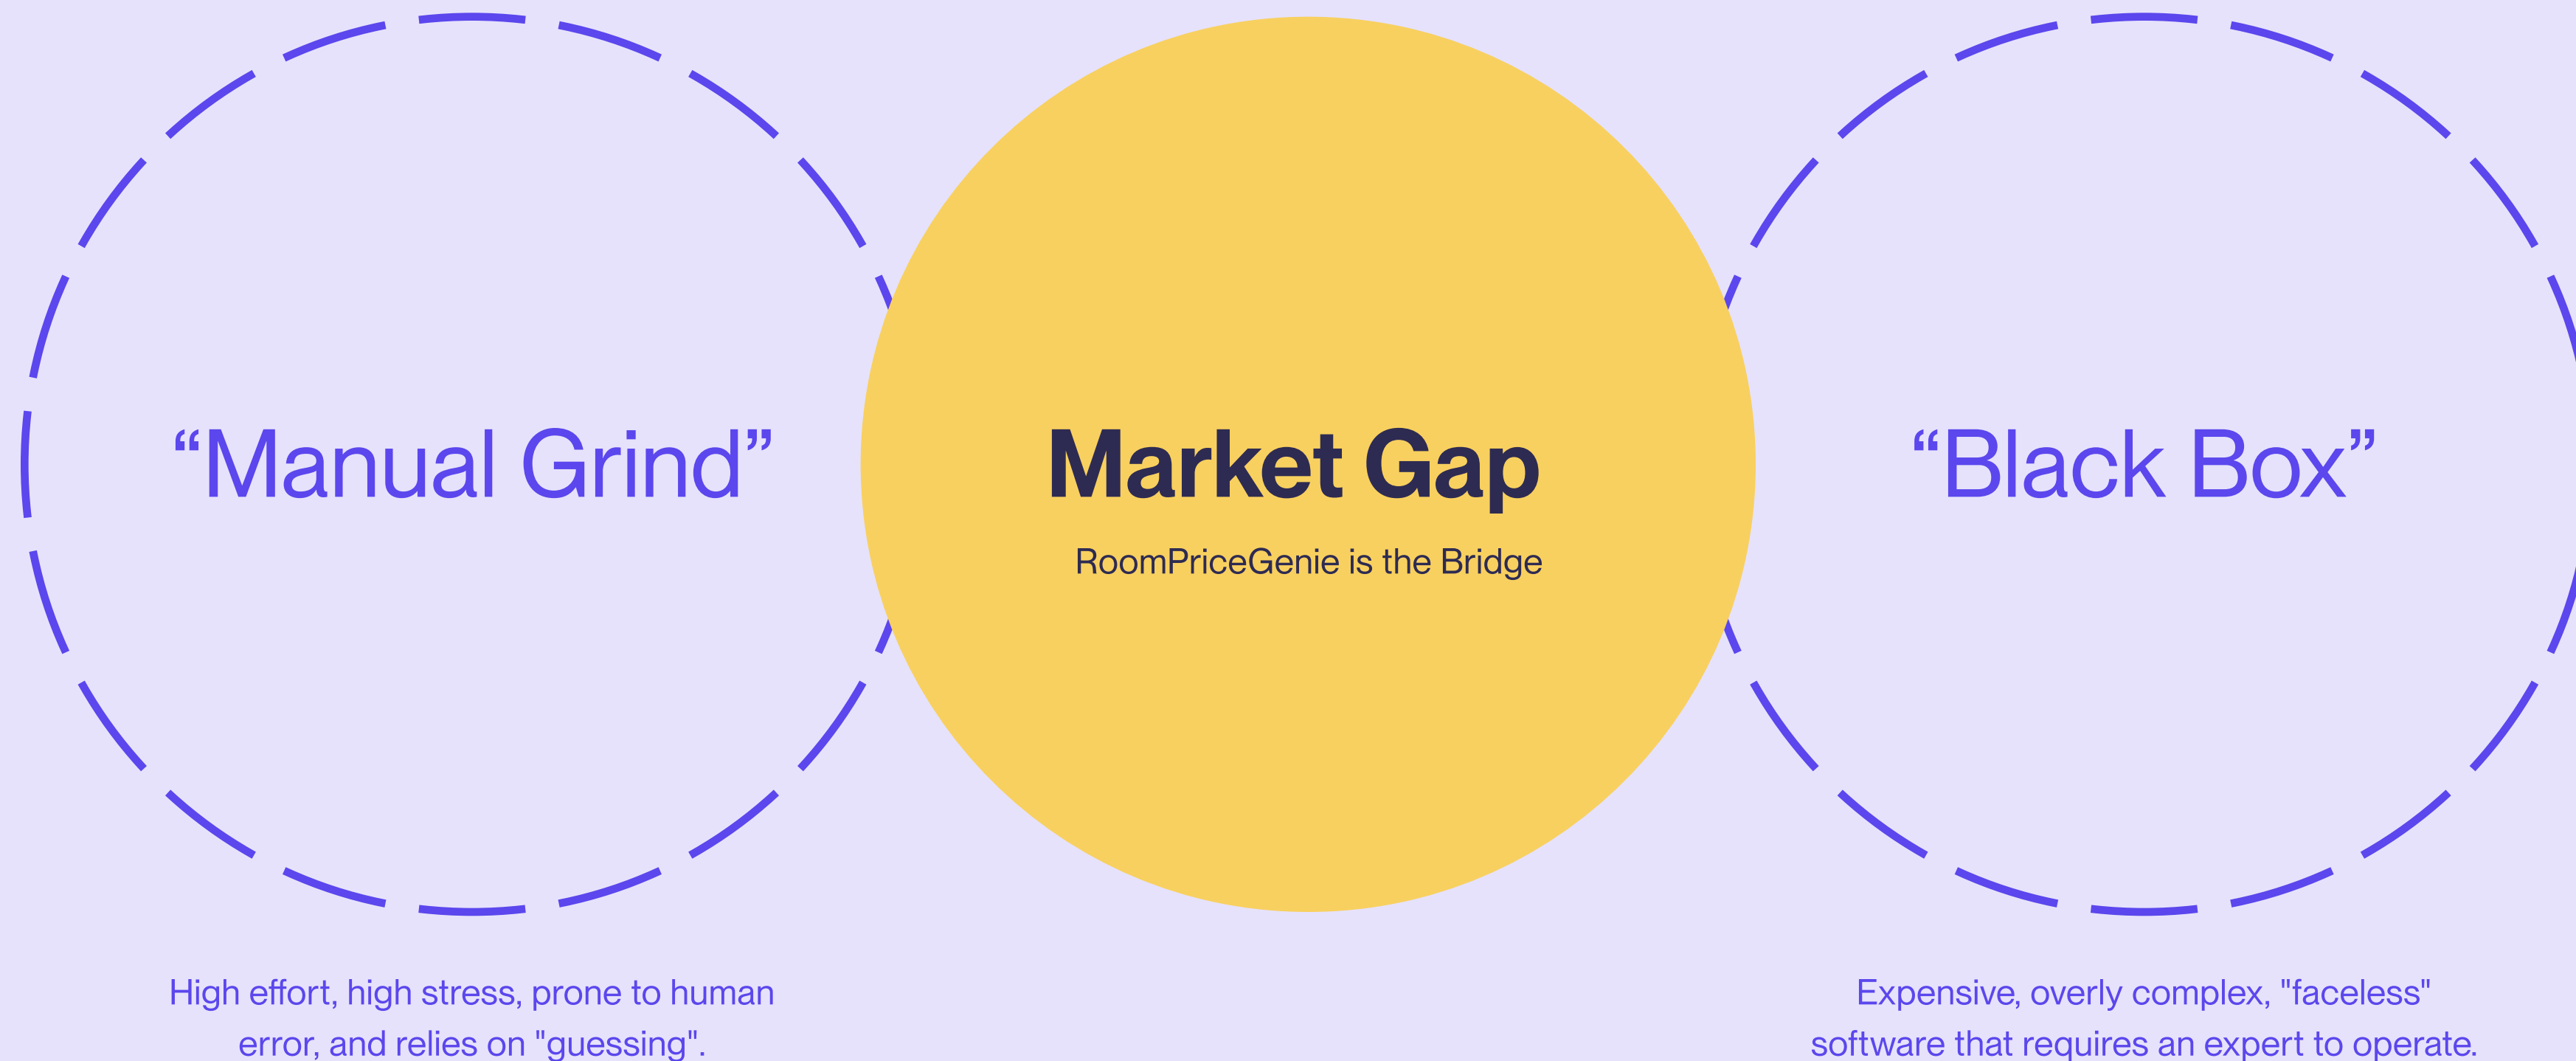 “Manual Grind”
Market Gap
RoomPriceGenie is the Bridge
“Black Box”
High effort, high stress, prone to human
error, and relies on "guessing".
Expensive, overly complex, "faceless"
software that requires an expert to operate.